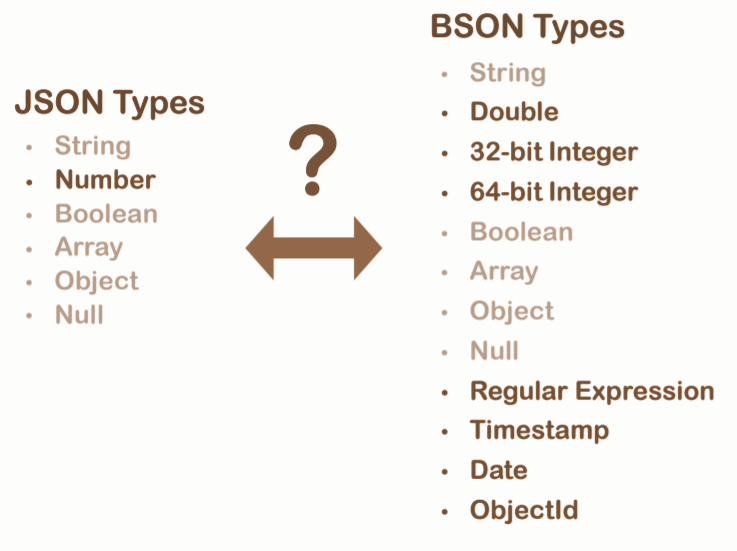 JSON Types
• String
• Number
• Boolean
• Array
• Object
• Null
?
BSON Types
• String
• Double
• 32-bit Integer
• 64-bit Integer
• Boolean
• Array
• Object
• Null
• Regular Expression
• Timestamp
• Date
• ObjectId